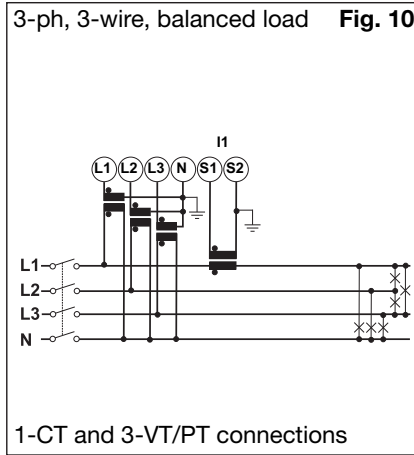 3-ph, 3-wire, balanced load Fig. 10
I1
L1 L2 L3 N S1 S2
L1
L2
L3
N
1-CT and 3-VT/PT connections